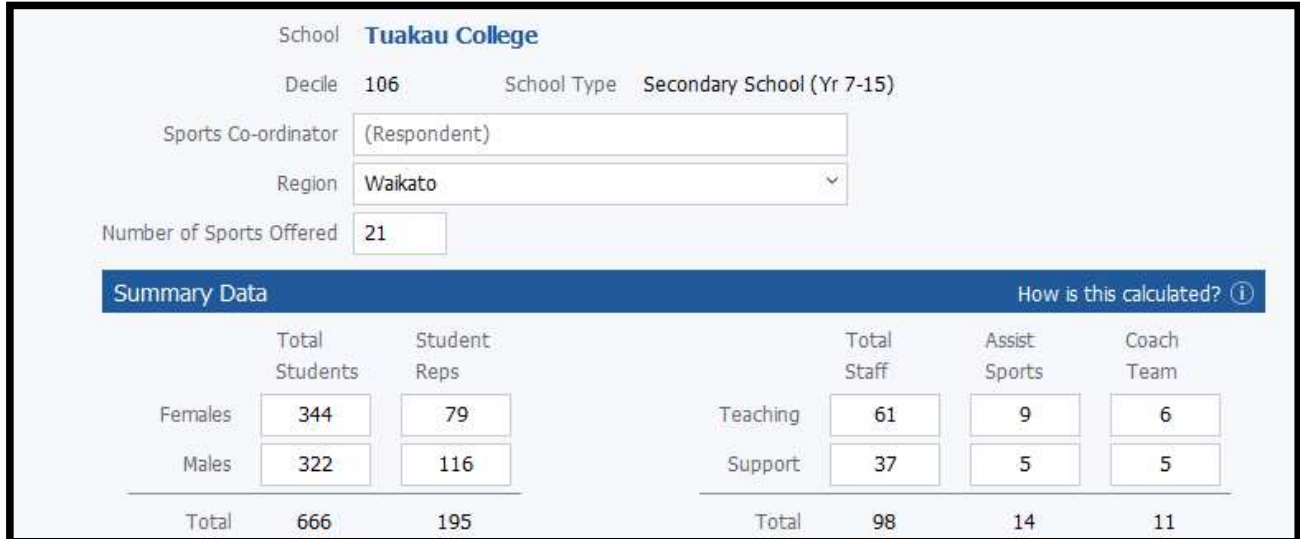 School Tuakau College
Decile 106 School Type Secondary School (Yr 7-15)
Sports Co-ordinator (Respondent)
Region Waikato
Number of Sports Offered 21
Summary Data How is this calculated? ⓘ
Total Student Total Assist Coach
Students Reps Staff Sports Team
Females 344 79 Teaching 61 9 6
Males 322 116 Support 37 5 5
Total 666 195 Total 98 14 11